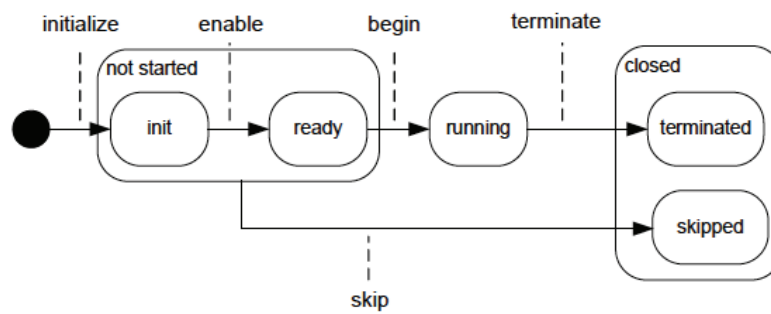 initialize
enable
begin
terminate
not started
closed
init
ready
running
terminated
skipped
skip